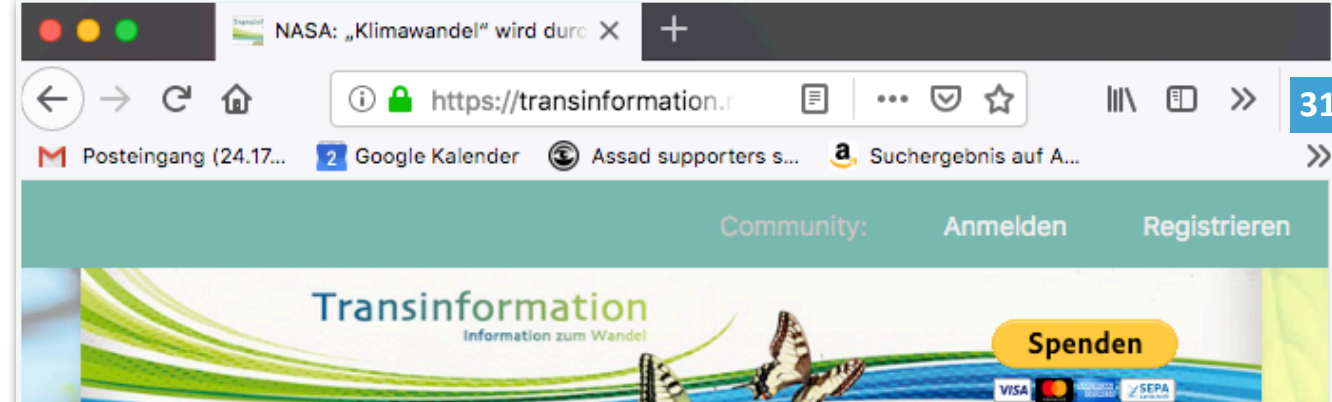 NASA: „Klimawandel“ wird durc
https://transinformation.
31
Posteingang (24.17...
2 Google Kalender
Assad supporters s...
a Suchergebnis auf A...
Community: Anmelden Registrieren
Transinformation
Information zum Wandel
Spenden
VISA
SEPA